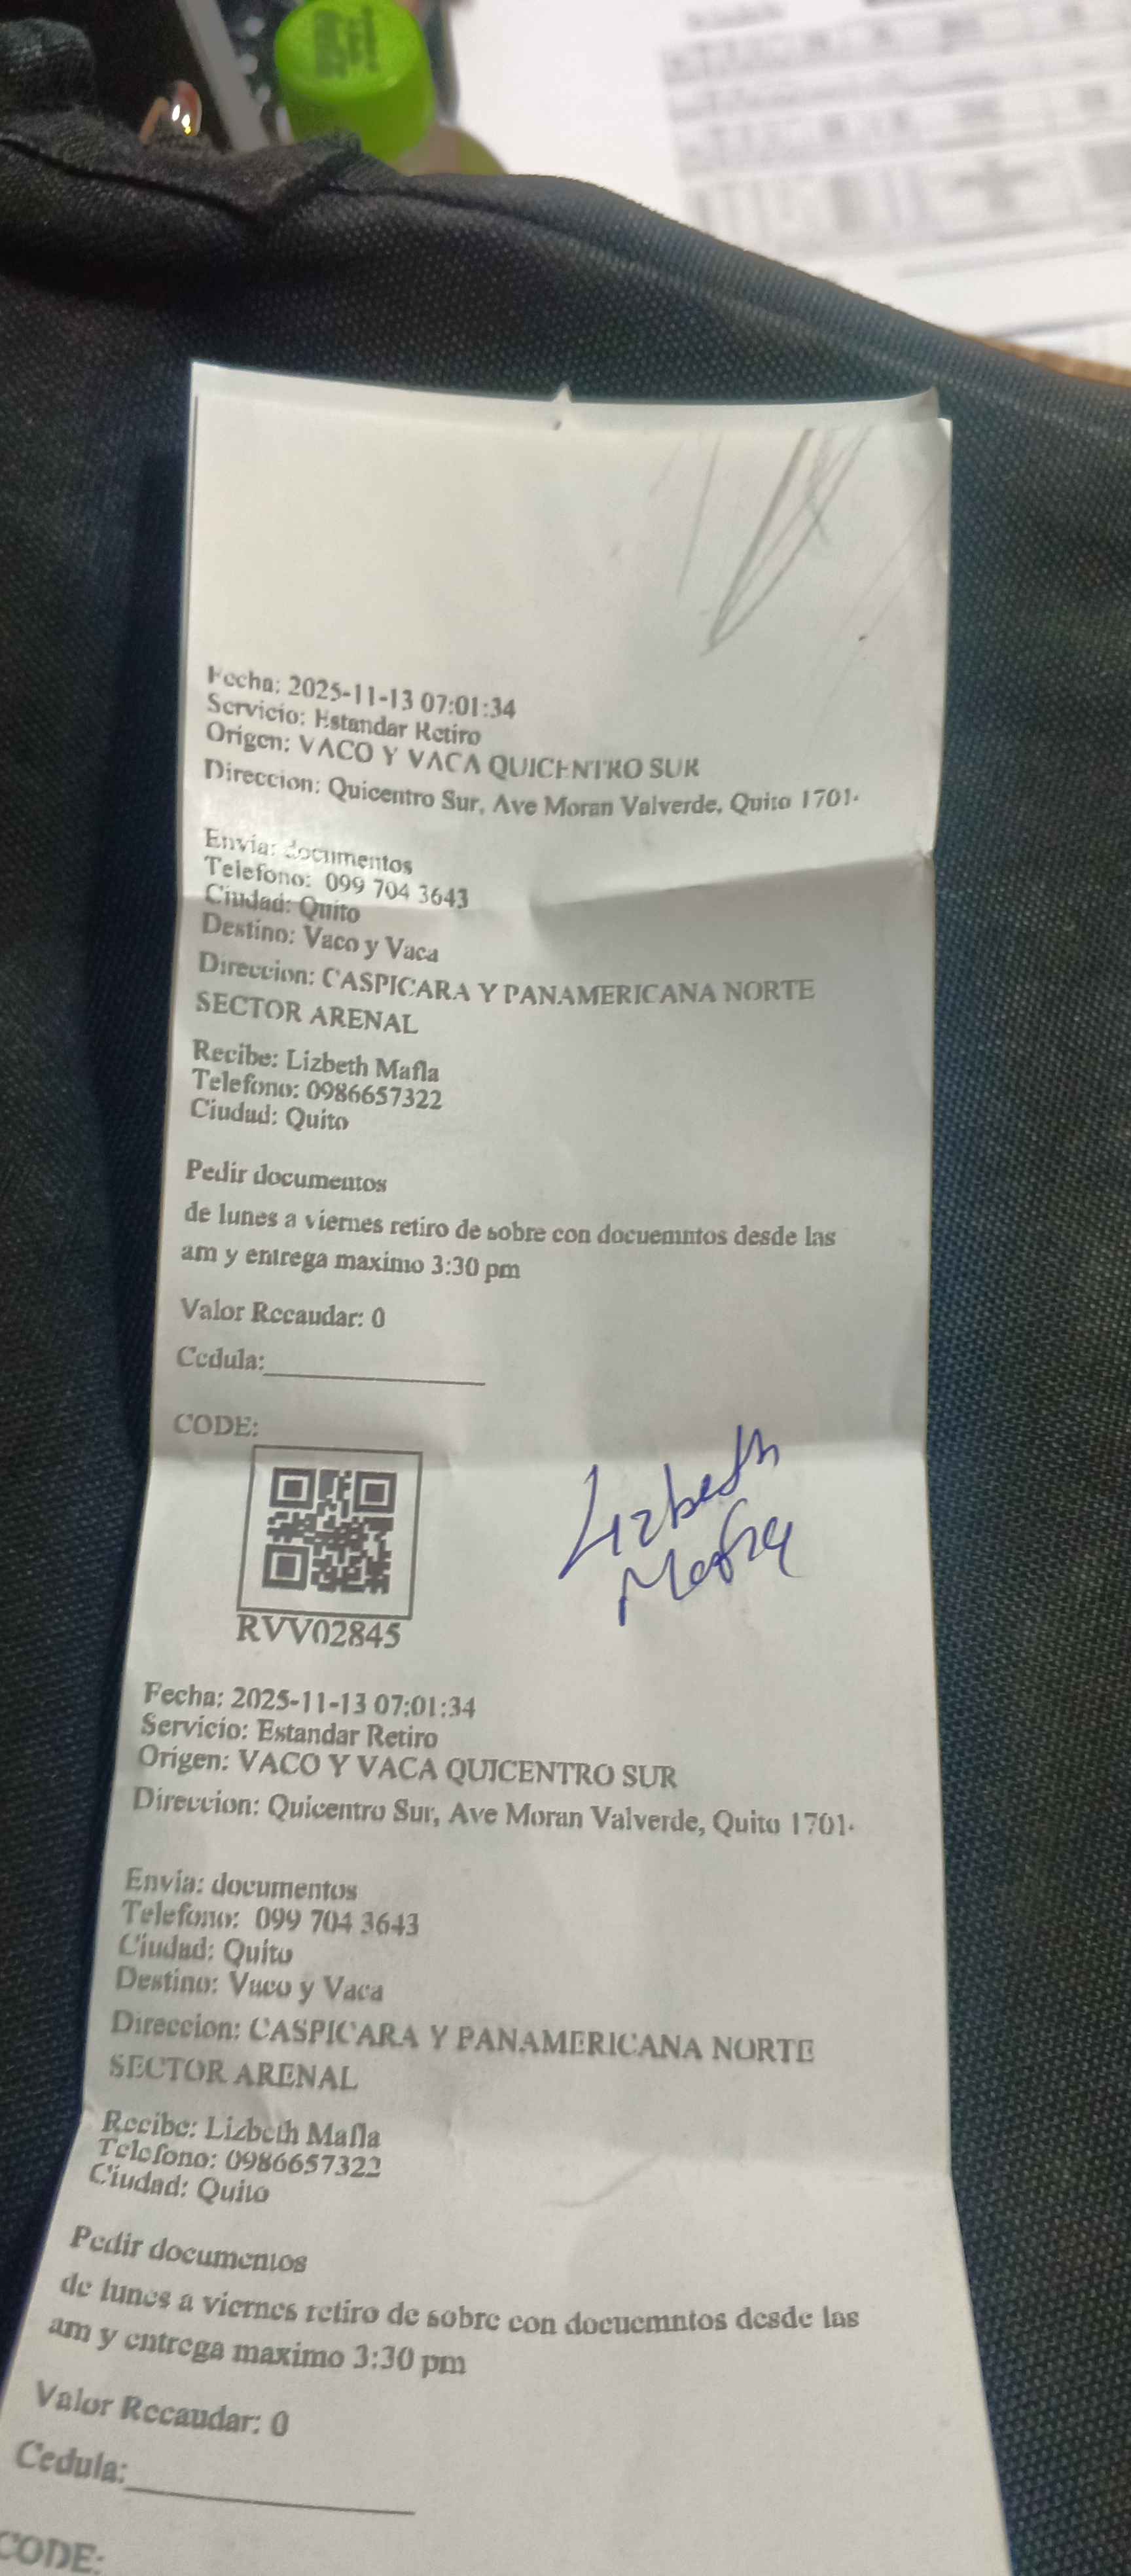 Fecha: 2025-11-13 07:01:34
Servicio: Estandar Retiro
Origen: VACO Y VACA QUICENTRO SUR
Direccion: Quicentro Sur, Ave Moran Valverde, Quito 1701
Envia: documentos
Telefono: 099 704 3643
Ciudad: Quito
Destino: Vaco y Vaca
Direccion: CASPICARA Y PANAMERICANA NORTE
SECTOR ARENAL
Recibe: Lizbeth Mafla
Telefono: 0986657322
Ciudad: Quito
Pedir documentos
de lunes a viernes retiro de sobre con docuemntos desde las
am y entrega maximo 3:30 pm
Valor Recaudar: 0
Cedula:
CODE:
Lizbeth
Mafla
RVV02845
Fecha: 2025-11-13 07:01:34
Servicio: Estandar Retiro
Origen: VACO Y VACA QUICENTRO SUR
Direccion: Quicentro Sur, Ave Moran Valverde, Quito 1701
Envia: documentos
Telefono: 099 704 3643
Ciudad: Quito
Destino: Vaco y Vaca
Direccion: CASPICARA Y PANAMERICANA NORTE
SECTOR ARENAL
Recibe: Lizbeth Mafla
Telefono: 0986657322
Ciudad: Quito
Pedir documentos
de lunes a viernes retiro de sobre con docuemntos desde las
am y entrega maximo 3:30 pm
Valor Recaudar: 0
Cedula:
CODE: